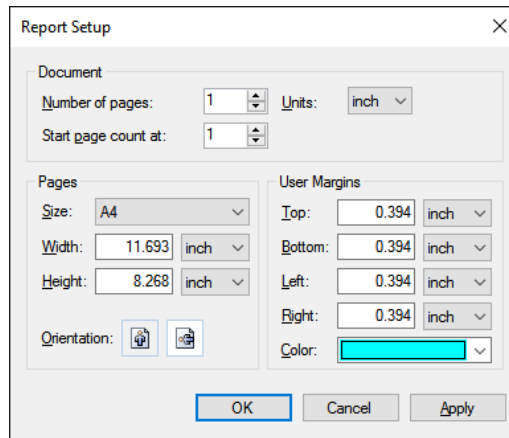 Report Setup
Document
Number of pages: 1 Units: inch
Start page count at: 1
Pages
Size: A4
Width: 11.693 inch
Height: 8.268 inch
Orientation:
User Margins
Top: 0.394 inch
Bottom: 0.394 inch
Left: 0.394 inch
Right: 0.394 inch
Color:
OK Cancel Apply